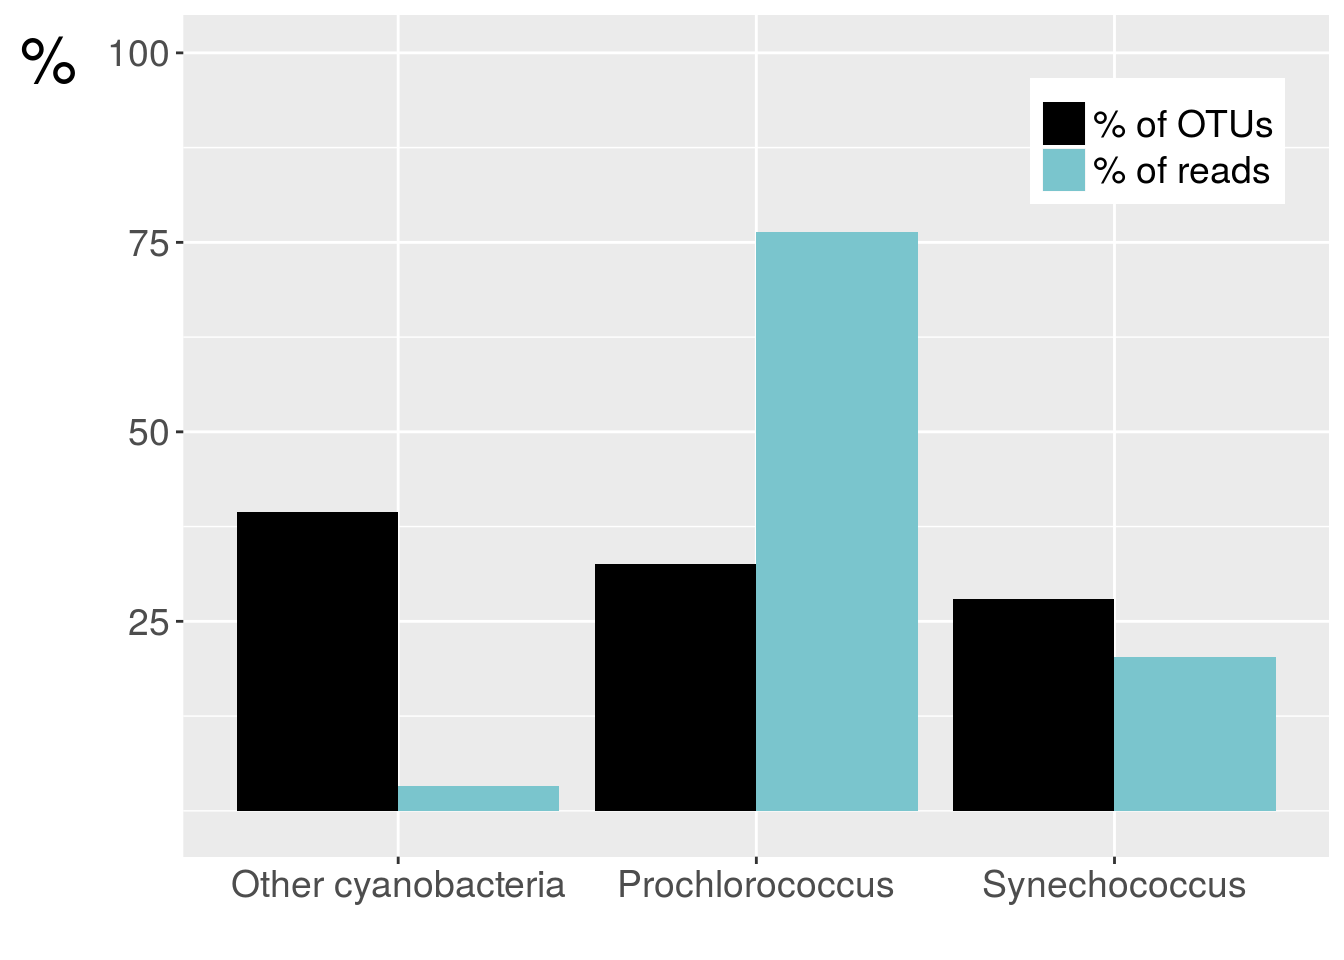 %
100
75
50
25
% of OTUs
% of reads
Other cyanobacteria
Prochlorococcus
Synechococcus